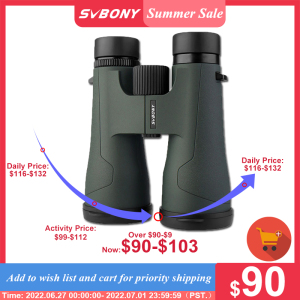 SVBONY
Summer Sale
SVBONY
Daily Price:
$116-$132
Daily Price:
$116-$132
Activity Price:
$99-$112
Over $90-$9
Now:$90-$103
Add to wish list and cart for priority shipping
$90
Time: 2022.06.27 00:00:00- 2022.07.01 23:59:59（PST.）